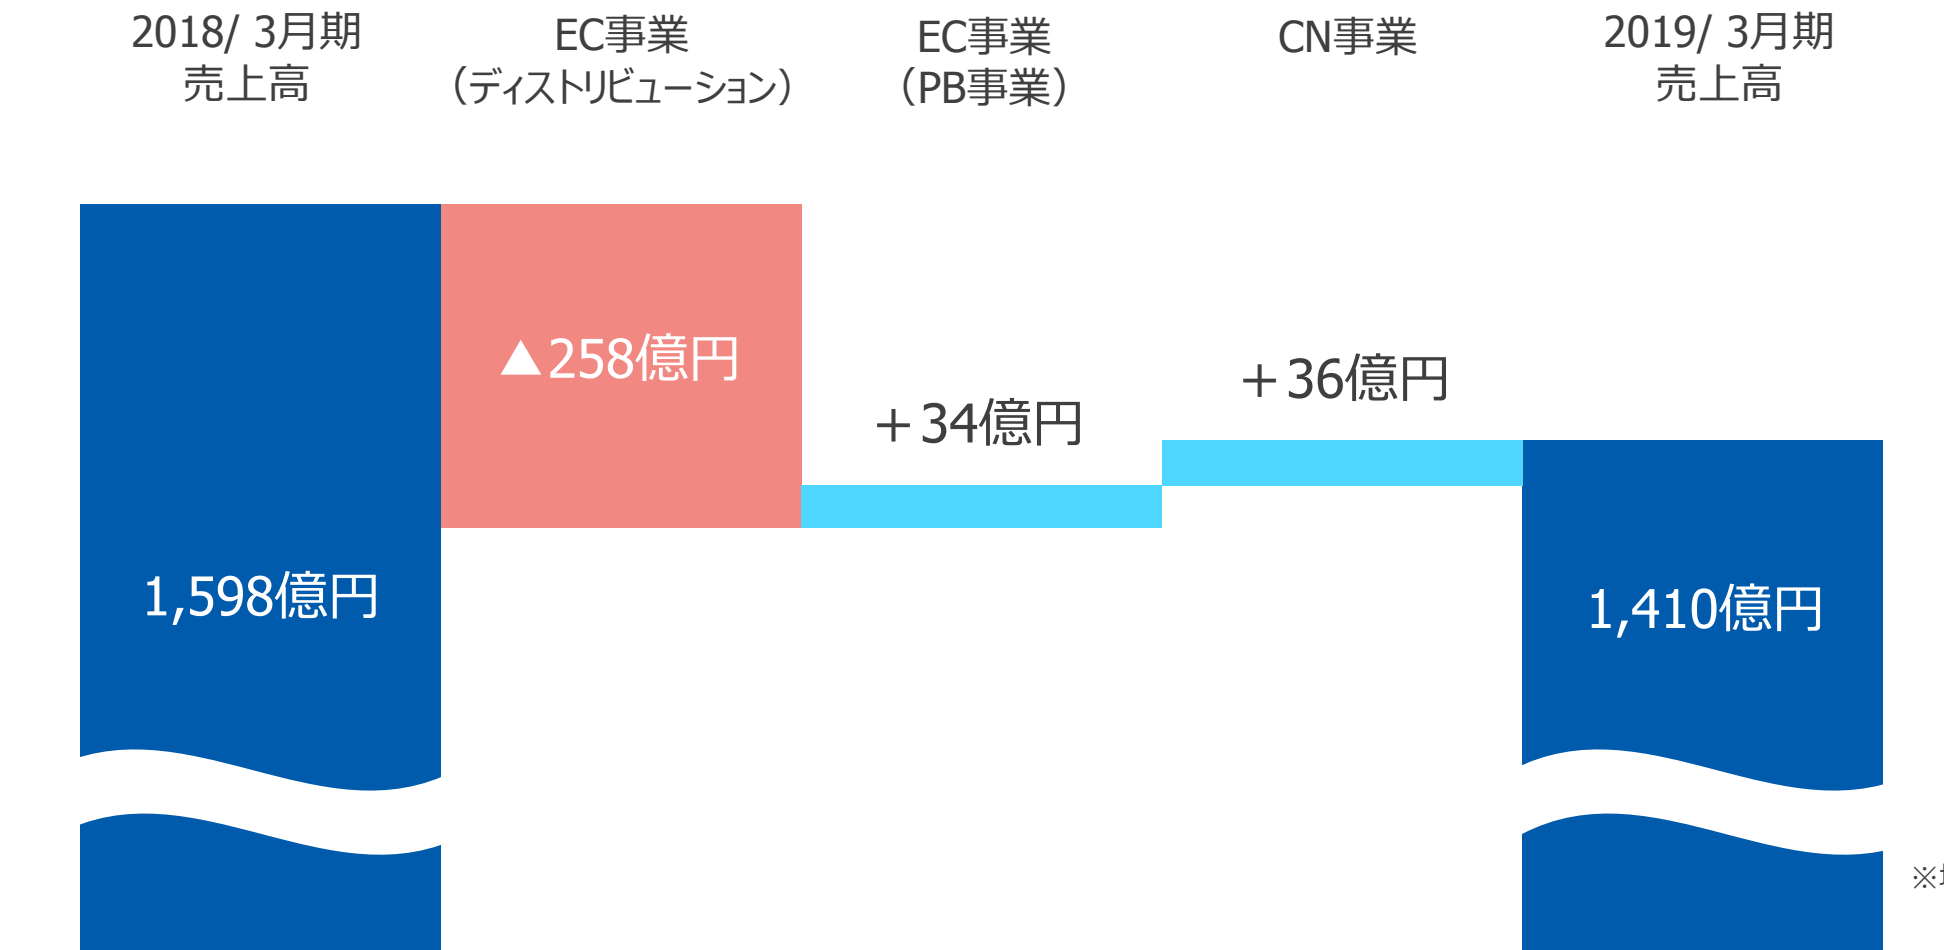 2018/ 3月期
売上高
EC事業
（ディストリビューション）
EC事業
（PB事業）
CN事業
2019/ 3月期
売上高
▲258億円
＋34億円
＋36億円
1,598億円
1,410億円
※